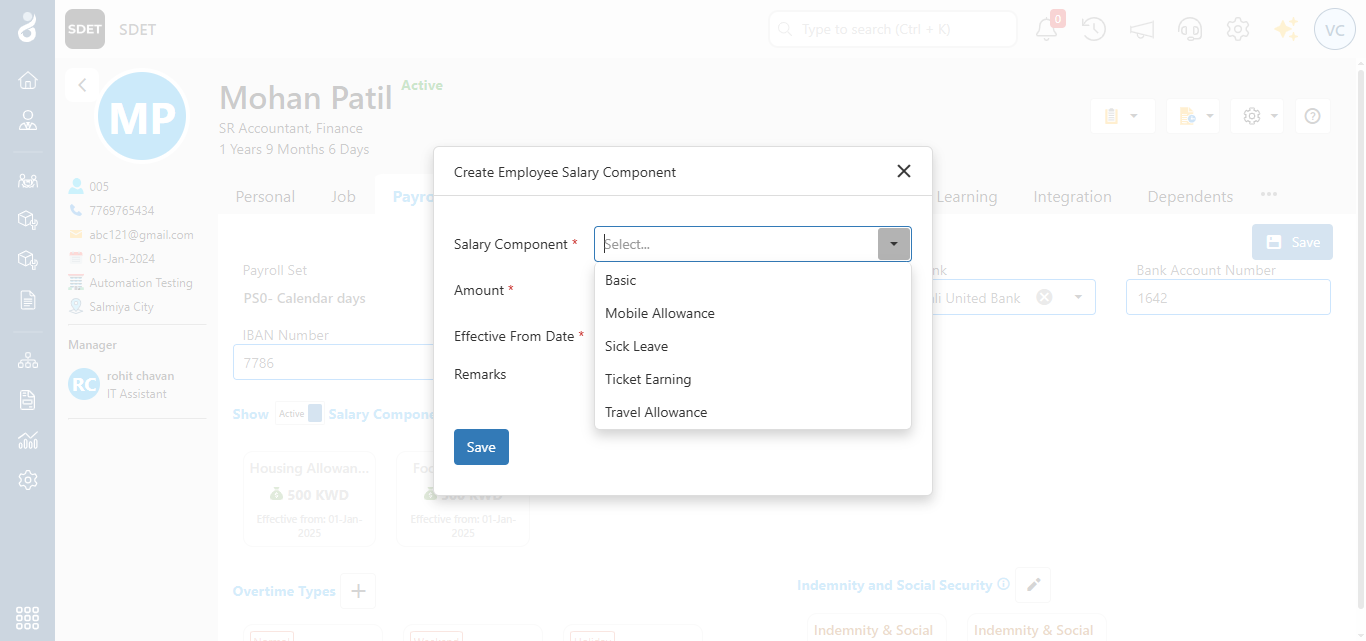 SDET
SDET
Type to search (Ctrl + K)
0
VC
MP
Mohan Patil
Active
SR Accountant, Finance
1 Years 9 Months 6 Days
005
7769765434
abc121@gmail.com
01-Jan-2024
Automation Testing
Salmiya City
Manager
RC
rohit chavan
IT Assistant
Personal
Job
Payro
Learning
Integration
Dependents
Save
Payroll Set
PS0- Calendar days
nk
li United Bank
Bank Account Number
1642
IBAN Number
7786
Show
Active
Salary Compone
Housing Allowan...
500 KWD
Effective from: 01-Jan-
2025
Foo
500 KWD
Effective from: 01-Jan-
2025
Overtime Types
Indemnity and Social Security
Normal
Weekend
Holiday
Indemnity & Social
Indemnity & Social
Create Employee Salary Component
Salary Component *
Select...
Amount *
Effective From Date *
Remarks
Basic
Mobile Allowance
Sick Leave
Ticket Earning
Travel Allowance
Save